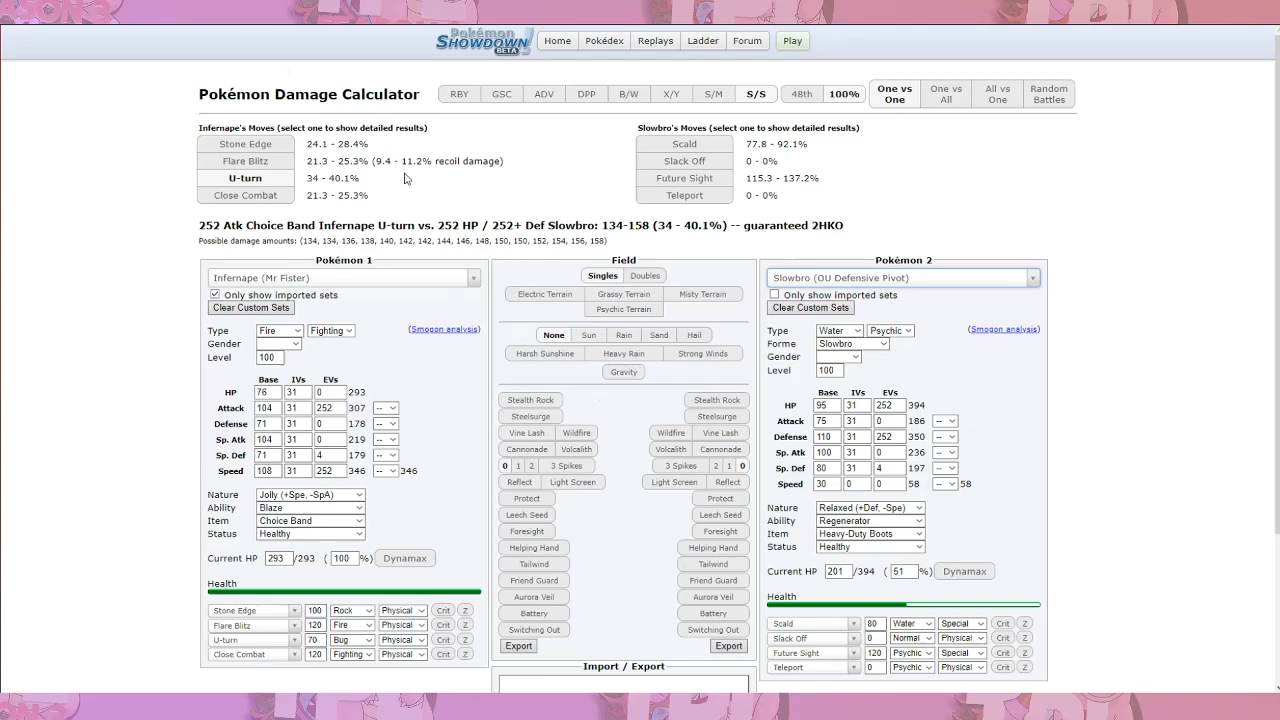 Pokémon
SHOWDOWN!
BETA
Home Pokédex Replays Ladder Forum Play
Pokémon Damage Calculator
RBY GSC ADV DPP B/W X/Y S/M S/S 48th 100% One vs One One vs All All vs One Random Battles
Infernape's Moves (select one to show detailed results)
Stone Edge 24.1 - 28.4%
Flare Blitz 21.3 - 25.3% (9.4 - 11.2% recoil damage)
U-turn 34 - 40.1%
Close Combat 21.3 - 25.3%
Slowbro's Moves (select one to show detailed results)
Scald 77.8 - 92.1%
Slack Off 0 - 0%
Future Sight 115.3 - 137.2%
Teleport 0 - 0%
252 Atk Choice Band Infernape U-turn vs. 252 HP / 252+ Def Slowbro: 134-158 (34 - 40.1%) -- guaranteed 2HKO
Possible damage amounts: (134, 134, 136, 138, 140, 142, 142, 144, 146, 148, 150, 150, 152, 154, 156, 158)
Pokémon 1
Infernape (Mr Fister)
Only show imported sets
Clear Custom Sets
Type Fire Fighting (Smogon analysis)
Gender
Level 100
Base IVs EVs
HP 76 31 0 293
Attack 104 31 252 307 --
Defense 71 31 0 178 --
Sp. Atk 104 31 0 219 --
Sp. Def 71 31 4 179 --
Speed 108 31 252 346 -- 346
Nature Jolly (+Spe, -SpA)
Ability Blaze
Item Choice Band
Status Healthy
Current HP 293 /293 ( 100 %) Dynamax
Health
Stone Edge 100 Rock Physical Crit Z
Flare Blitz 120 Fire Physical Crit Z
U-turn 70 Bug Physical Crit Z
Close Combat 120 Fighting Physical Crit Z
Field
Singles Doubles
Electric Terrain Grassy Terrain Misty Terrain
Psychic Terrain
None Sun Rain Sand Hail
Harsh Sunshine Heavy Rain Strong Winds
Gravity
Stealth Rock Stealth Rock
Steelsurge Steelsurge
Vine Lash Wildfire Wildfire Vine Lash
Cannonade Volcalith Volcalith Cannonade
0 1 2 3 Spikes 3 Spikes 2 1 0
Reflect Light Screen Light Screen Reflect
Protect Protect
Leech Seed Leech Seed
Foresight Foresight
Helping Hand Helping Hand
Tailwind Tailwind
Friend Guard Friend Guard
Aurora Veil Aurora Veil
Battery Battery
Switching Out Switching Out
Export Export
Import / Export
Pokémon 2
Slowbro (OU Defensive Pivot)
Only show imported sets
Clear Custom Sets
Type Water Psychic (Smogon analysis)
Forme Slowbro
Gender
Level 100
Base IVs EVs
HP 95 31 252 394
Attack 75 31 0 186 --
Defense 110 31 252 350 --
Sp. Atk 100 31 0 236 --
Sp. Def 80 31 4 197 --
Speed 30 0 0 58 -- 58
Nature Relaxed (+Def, -Spe)
Ability Regenerator
Item Heavy-Duty Boots
Status Healthy
Current HP 201 /394 ( 51 %) Dynamax
Health
Scald 80 Water Special Crit Z
Slack Off 0 Normal Physical Crit Z
Future Sight 120 Psychic Special Crit Z
Teleport 0 Psychic Physical Crit Z